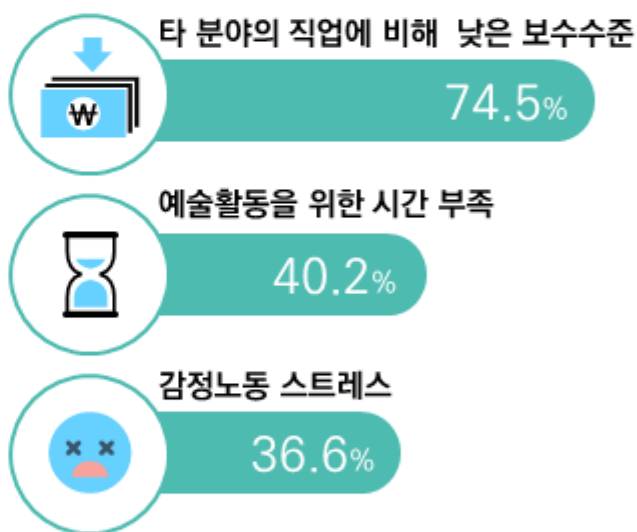 타 분야의 직업에 비해 낮은 보수수준
₩
74.5%
예술활동을 위한 시간 부족
40.2%
감정노동 스트레스
36.6%